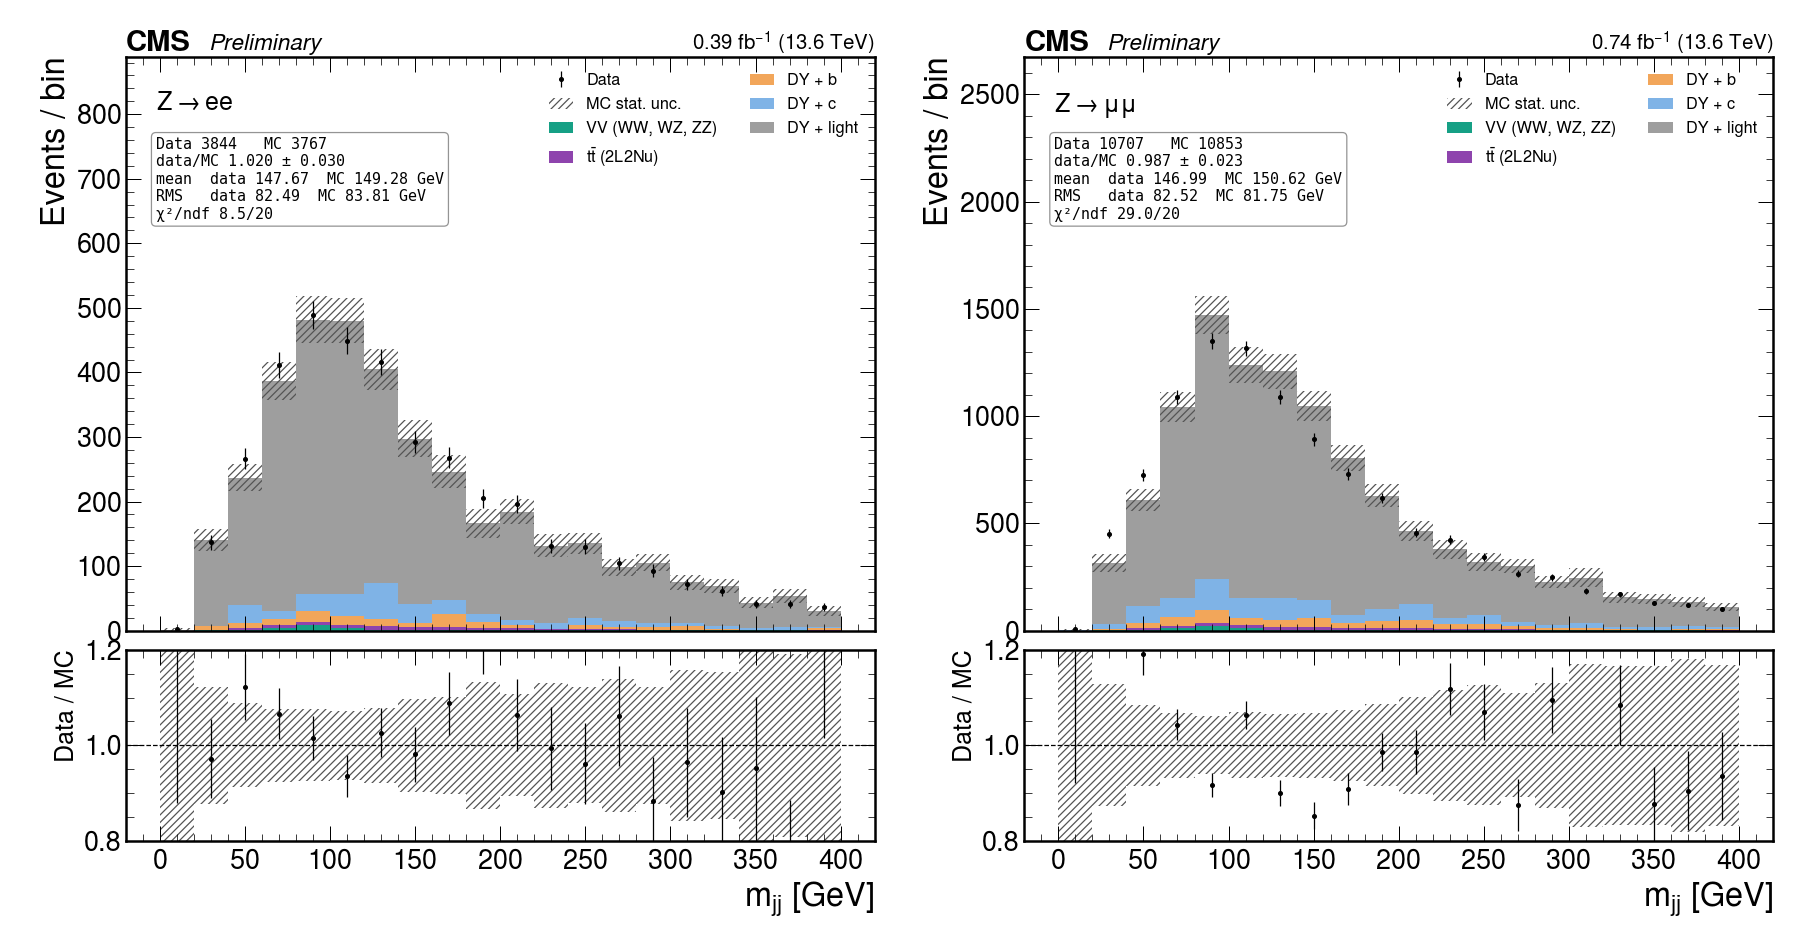 CMS Preliminary 0.39 fb⁻¹ (13.6 TeV)
Events / bin
Z→ee
Data
MC stat. unc.
VV (WW, WZ, ZZ)
tt̄ (2L2Nu)
DY + b
DY + c
DY + light
Data 3844 MC 3767
data/MC 1.020 ± 0.030
mean data 147.67 MC 149.28 GeV
RMS data 82.49 MC 83.81 GeV
χ²/ndf 8.5/20
800
700
600
500
400
300
200
100
0
Data / MC
1.2
1.0
0.8
0 50 100 150 200 250 300 350 400
m_jj [GeV]
CMS Preliminary 0.74 fb⁻¹ (13.6 TeV)
Events / bin
Z→μμ
Data
MC stat. unc.
VV (WW, WZ, ZZ)
tt̄ (2L2Nu)
DY + b
DY + c
DY + light
Data 10707 MC 10853
data/MC 0.987 ± 0.023
mean data 146.99 MC 150.62 GeV
RMS data 82.52 MC 81.75 GeV
χ²/ndf 29.0/20
2500
2000
1500
1000
500
0
Data / MC
1.2
1.0
0.8
0 50 100 150 200 250 300 350 400
m_jj [GeV]